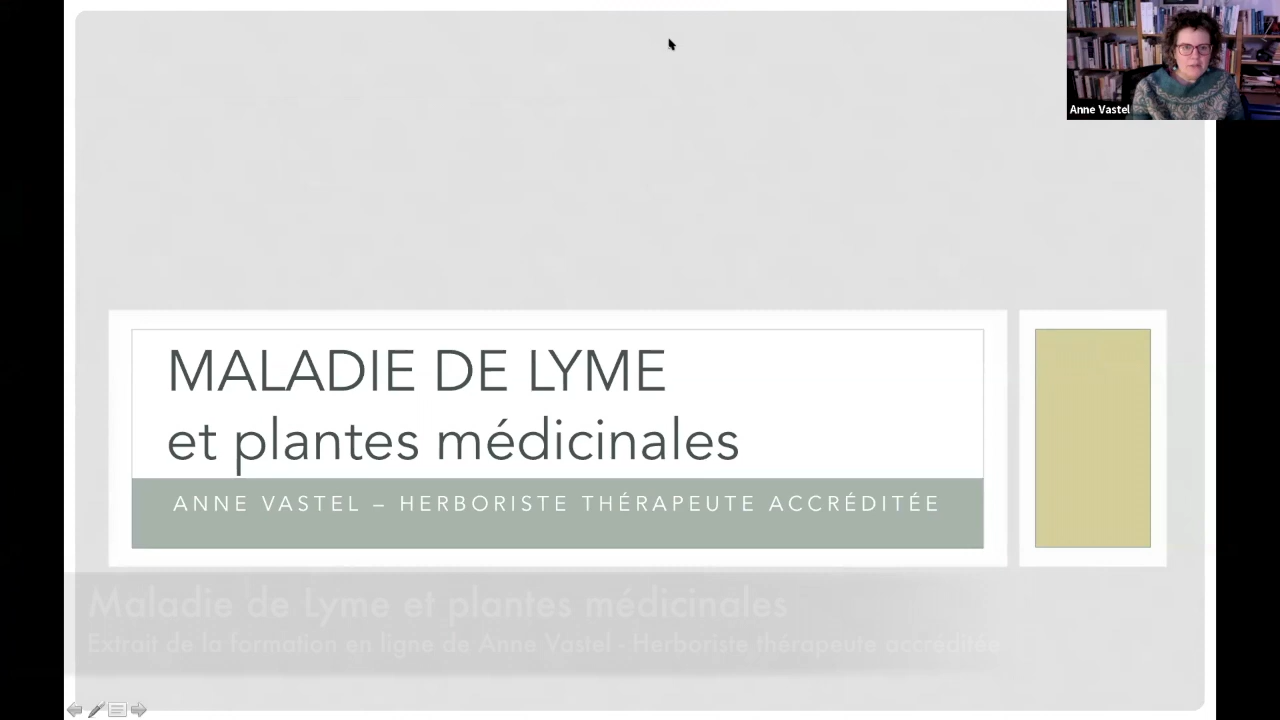 Anne Vastel
MALADIE DE LYME
et plantes médicinales
ANNE VASTEL – HERBORISTE THÉRAPEUTE ACCRÉDITÉE
Maladie de Lyme et plantes médicinales
Extrait de la formation en ligne de Anne Vastel - Herboriste thérapeute accréditée